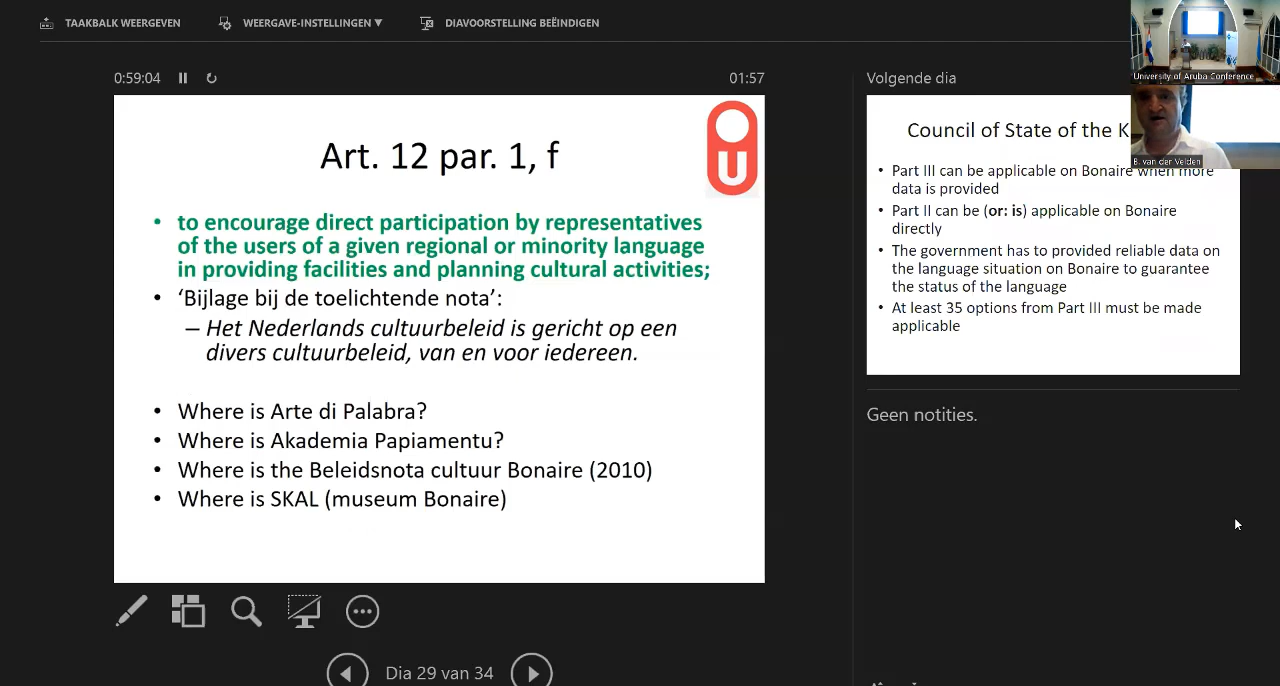 TAAKBALK WEERGEVEN
WEERGAVE-INSTELLINGEN ▼
DIAVOORSTELLING BEËINDIGEN
0:59:04
01:57
Art. 12 par. 1, f
U
• to encourage direct participation by representatives
of the users of a given regional or minority language
in providing facilities and planning cultural activities;
• ‘Bijlage bij de toelichtende nota’:
– Het Nederlands cultuurbeleid is gericht op een
divers cultuurbeleid, van en voor iedereen.
• Where is Arte di Palabra?
• Where is Akademia Papiamentu?
• Where is the Beleidsnota cultuur Bonaire (2010)
• Where is SKAL (museum Bonaire)
Dia 29 van 34
Volgende dia
University of Aruba Conference
B. van der Velden
Council of State of the K
• Part III can be applicable on Bonaire when more
data is provided
• Part II can be (or: is) applicable on Bonaire
directly
• The government has to provided reliable data on
the language situation on Bonaire to guarantee
the status of the language
• At least 35 options from Part III must be made
applicable
Geen notities.